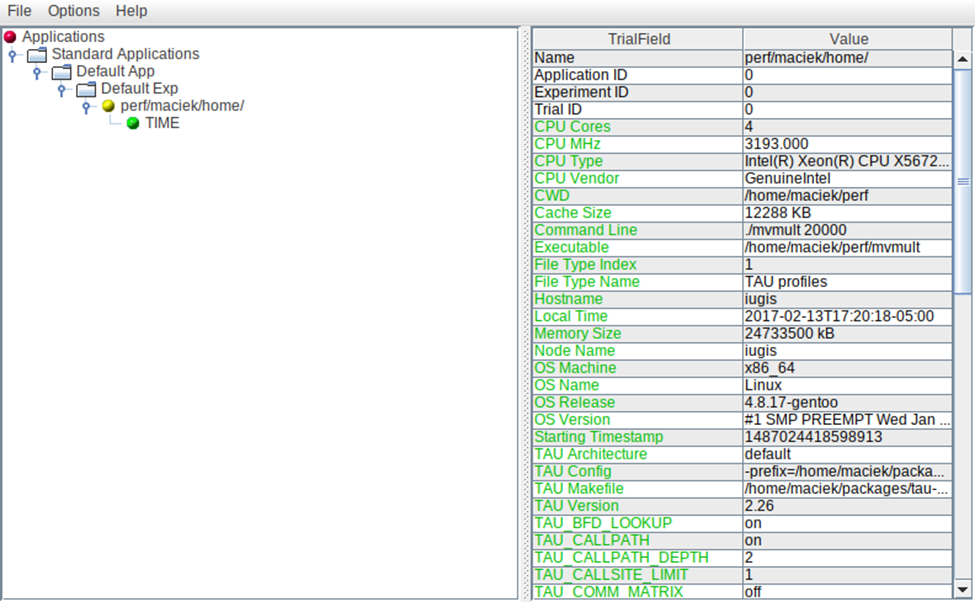 File Options Help
Applications
Standard Applications
Default App
Default Exp
perf/maciek/home/
TIME
TrialField Value
Name perf/maciek/home/
Application ID 0
Experiment ID 0
Trial ID 0
CPU Cores 4
CPU MHz 3193.000
CPU Type Intel(R) Xeon(R) CPU X5672...
CPU Vendor GenuineIntel
CWD /home/maciek/perf
Cache Size 12288 KB
Command Line ./mvmult 20000
Executable /home/maciek/perf/mvmult
File Type Index 1
File Type Name TAU profiles
Hostname iugis
Local Time 2017-02-13T17:20:18-05:00
Memory Size 24733500 kB
Node Name iugis
OS Machine x86_64
OS Name Linux
OS Release 4.8.17-gentoo
OS Version #1 SMP PREEMPT Wed Jan ...
Starting Timestamp 1487024418598913
TAU Architecture default
TAU Config -prefix=/home/maciek/packa...
TAU Makefile /home/maciek/packages/tau-...
TAU Version 2.26
TAU_BFD_LOOKUP on
TAU_CALLPATH on
TAU_CALLPATH_DEPTH 2
TAU_CALLSITE_LIMIT 1
TAU_COMM_MATRIX off